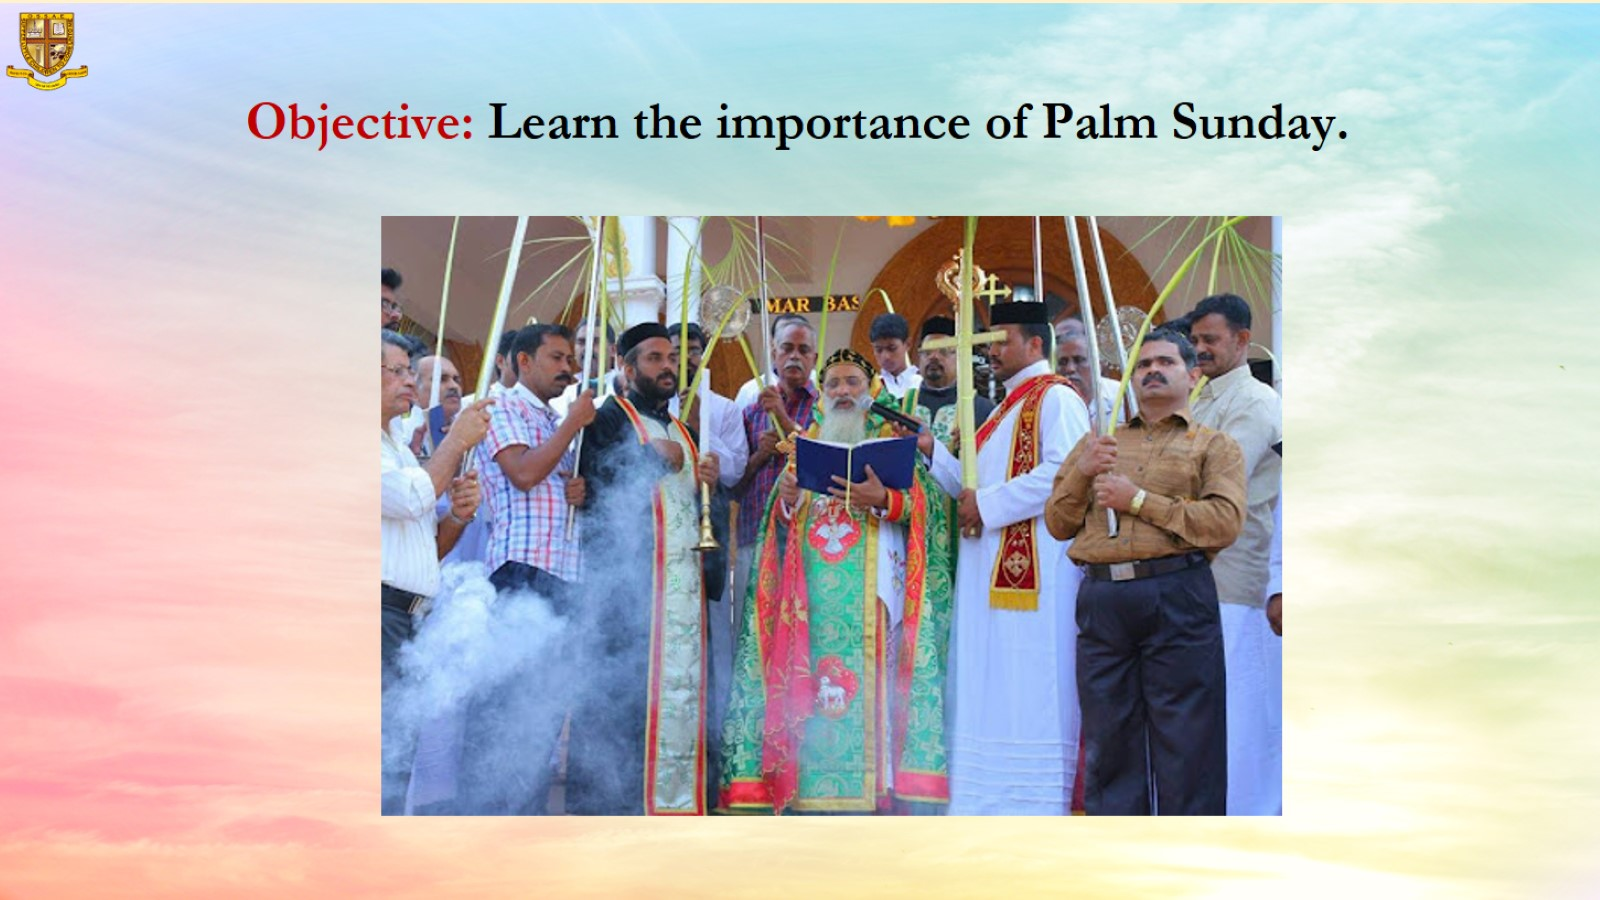 O.S.S.A.E.
Objective: Learn the importance of Palm Sunday.
MAR BAS